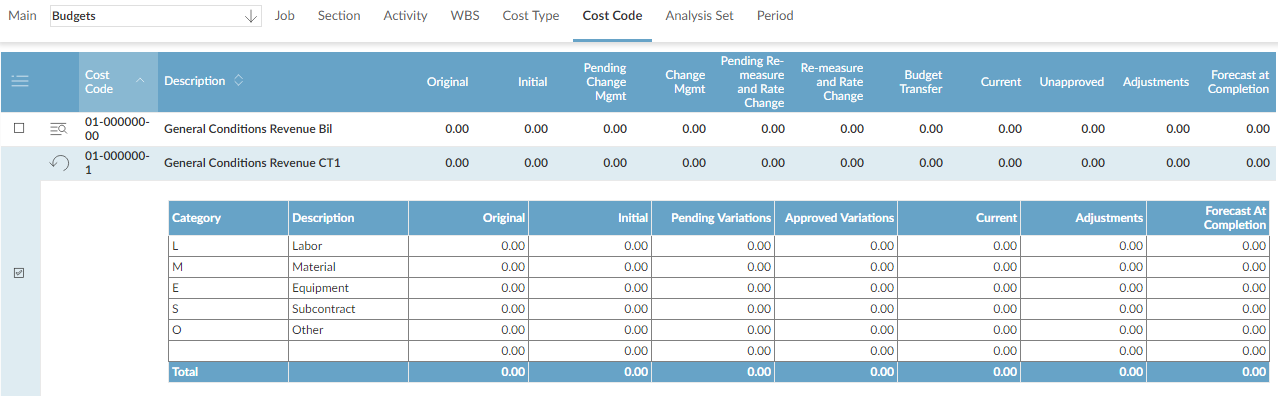 Main Budgets Job Section Activity WBS Cost Type Cost Code Analysis Set Period
Cost Code Description Original Initial Pending Change Mgmt Change Mgmt Pending Re-measure and Rate Change Re-measure and Rate Change Budget Transfer Current Unapproved Adjustments Forecast at Completion
01-000000-00 General Conditions Revenue Bil 0.00 0.00 0.00 0.00 0.00 0.00 0.00 0.00 0.00 0.00 0.00
01-000000-1 General Conditions Revenue CT1 0.00 0.00 0.00 0.00 0.00 0.00 0.00 0.00 0.00 0.00 0.00
Category Description Original Initial Pending Variations Approved Variations Current Adjustments Forecast At Completion
L Labor 0.00 0.00 0.00 0.00 0.00 0.00 0.00
M Material 0.00 0.00 0.00 0.00 0.00 0.00 0.00
E Equipment 0.00 0.00 0.00 0.00 0.00 0.00 0.00
S Subcontract 0.00 0.00 0.00 0.00 0.00 0.00 0.00
O Other 0.00 0.00 0.00 0.00 0.00 0.00 0.00
0.00 0.00 0.00 0.00 0.00 0.00 0.00
Total 0.00 0.00 0.00 0.00 0.00 0.00 0.00